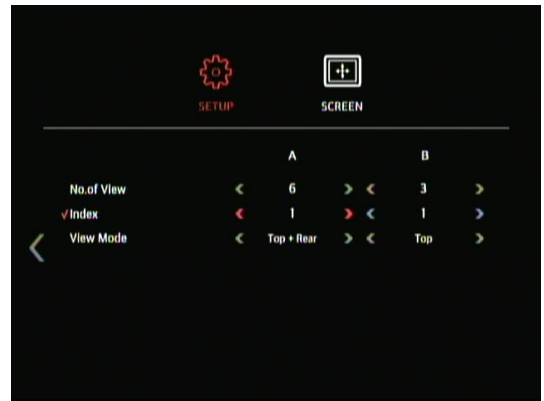 SETUP SCREEN
A B
No.of View 6 3
√Index 1 1
View Mode Top + Rear Top